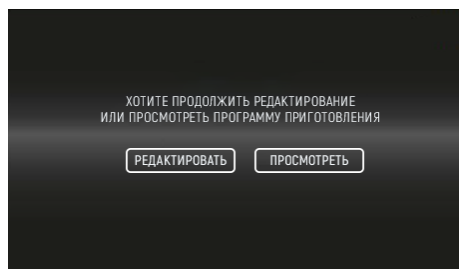 ХОТИТЕ ПРОДОЛЖИТЬ РЕДАКТИРОВАНИЕ
ИЛИ ПРОСМОТРЕТЬ ПРОГРАММУ ПРИГОТОВЛЕНИЯ
РЕДАКТИРОВАТЬ ПРОСМОТРЕТЬ